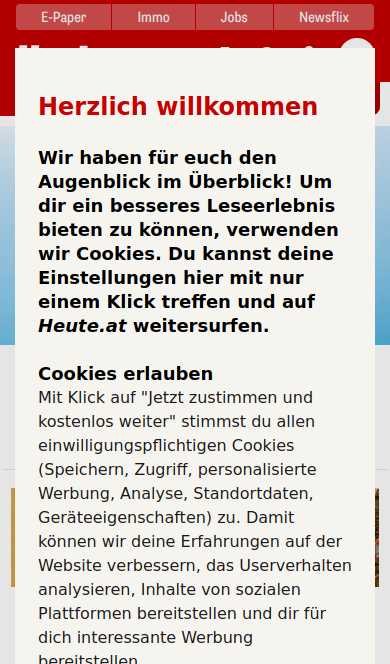 E-Paper
Immo
Jobs
Newsflix
Herzlich willkommen
Wir haben für euch den
Augenblick im Überblick! Um
dir ein besseres Leseerlebnis
bieten zu können, verwenden
wir Cookies. Du kannst deine
Einstellungen hier mit nur
einem Klick treffen und auf
Heute.at weitersurfen.
Cookies erlauben
Mit Klick auf "Jetzt zustimmen und
kostenlos weiter" stimmst du allen
einwilligungspflichtigen Cookies
(Speichern, Zugriff, personalisierte
Werbung, Analyse, Standortdaten,
Geräteeigenschaften) zu. Damit
können wir deine Erfahrungen auf der
Website verbessern, das Userverhalten
analysieren, Inhalte von sozialen
Plattformen bereitstellen und dir für
dich interessante Werbung
bereitstellen